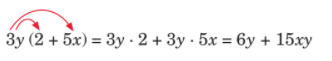 3y (2 + 5x) = 3y · 2 + 3y · 5x = 6y + 15xy